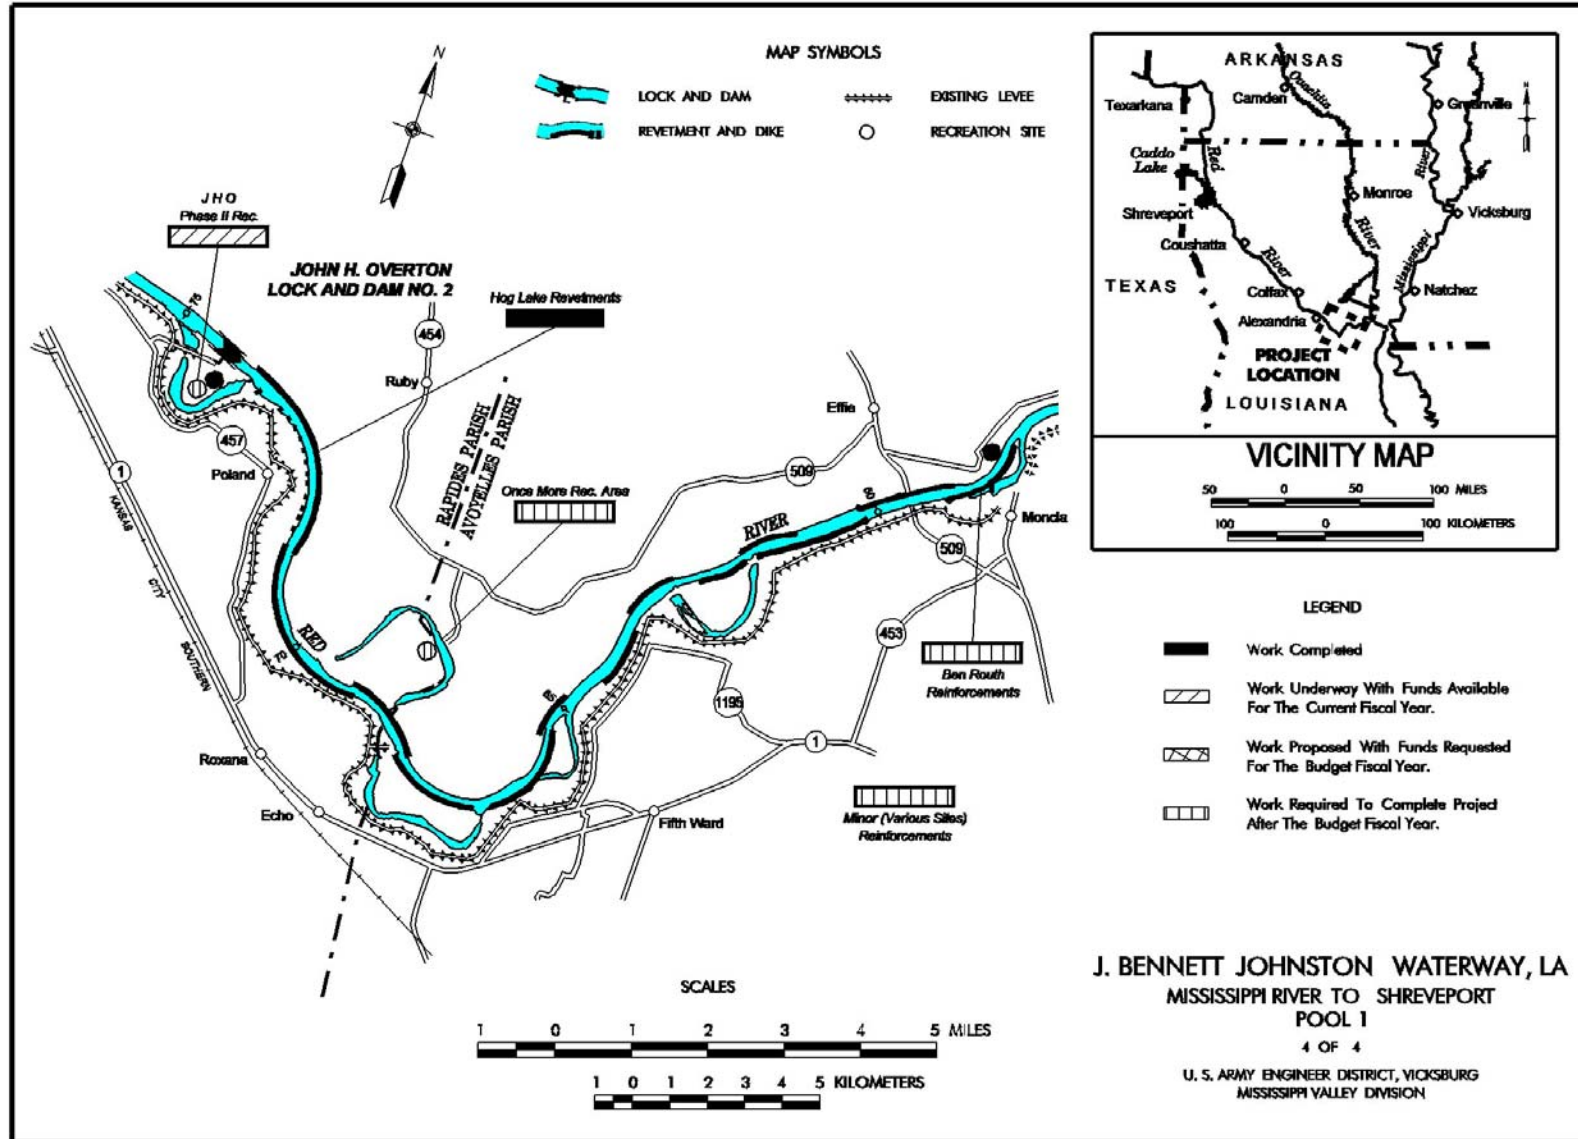 MAP SYMBOLS
LOCK AND DAM
EXISTING LEVEE
REVETMENT AND DIKE
RECREATION SITE
N
JHO
Phase II Rec.
JOHN H. OVERTON
LOCK AND DAM NO. 2
Hog Lake Revetments
75
454
Ruby
457
Poland
1
KANSAS
CITY
SOUTHERN
RAPIDES PARISH
AVOYELLES PARISH
Once More Rec. Area
Effie
509
RIVER
Moncla
509
RED
453
Ben Routh
Reinforcements
65
1195
1
Roxana
Echo
Fifth Ward
Minor (Various Sites)
Reinforcements
ARKANSAS
Texarkana
Camden
Ouachita
Greenville
Caddo
Lake
Red
River
Monroe
Shreveport
Vicksburg
Coushatta
River
River
Mississippi
TEXAS
Colfax
Natchez
Alexandria
PROJECT
LOCATION
LOUISIANA
VICINITY MAP
50 0 50 100 MILES
100 0 100 KILOMETERS
LEGEND
Work Completed
Work Underway With Funds Available
For The Current Fiscal Year.
Work Proposed With Funds Requested
For The Budget Fiscal Year.
Work Required To Complete Project
After The Budget Fiscal Year.
SCALES
1 0 1 2 3 4 5 MILES
1 0 1 2 3 4 5 KILOMETERS
J. BENNETT JOHNSTON WATERWAY, LA
MISSISSIPPI RIVER TO SHREVEPORT
POOL 1
4 OF 4
U. S. ARMY ENGINEER DISTRICT, VICKSBURG
MISSISSIPPI VALLEY DIVISION